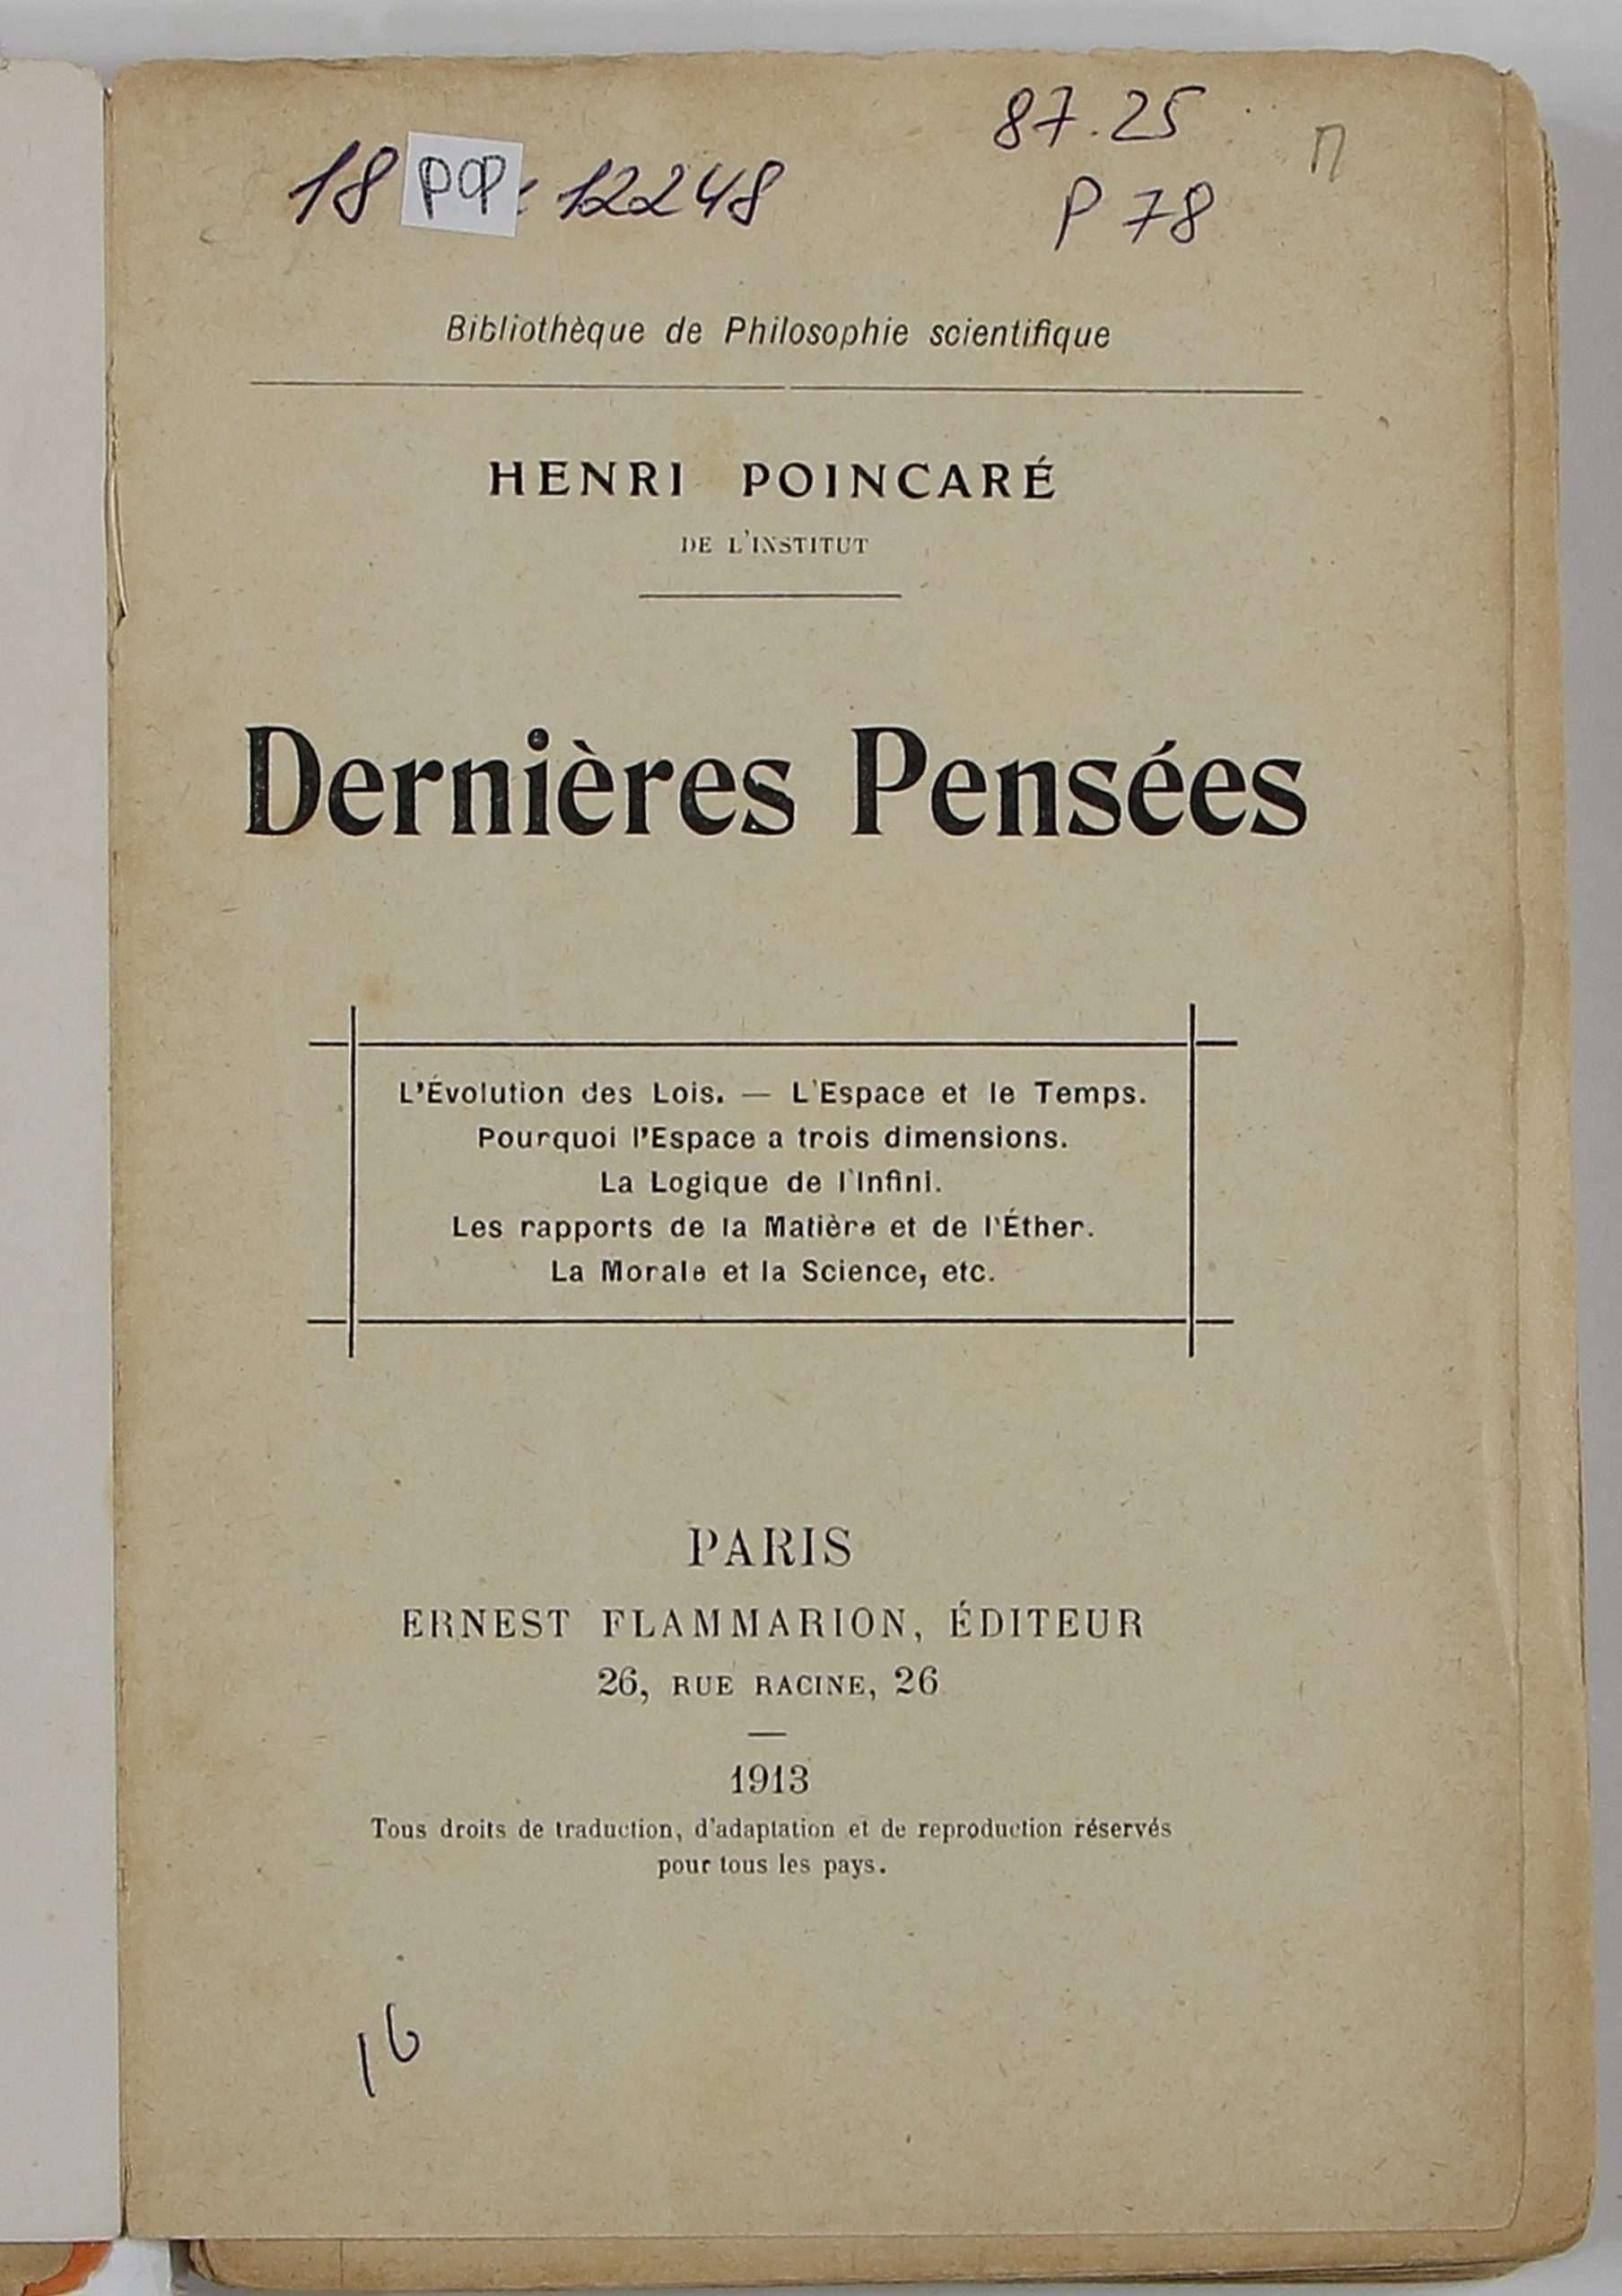 87.25
П
18 РФ 12248
P 78
Bibliothèque de Philosophie scientifique
HENRI POINCARÉ
DE L'INSTITUT
Dernières Pensées
L'Évolution des Lois. — L'Espace et le Temps.
Pourquoi l'Espace a trois dimensions.
La Logique de l'Infini.
Les rapports de la Matière et de l'Éther.
La Morale et la Science, etc.
PARIS
ERNEST FLAMMARION, ÉDITEUR
26, RUE RACINE, 26
1913
Tous droits de traduction, d'adaptation et de reproduction réservés
pour tous les pays.
16